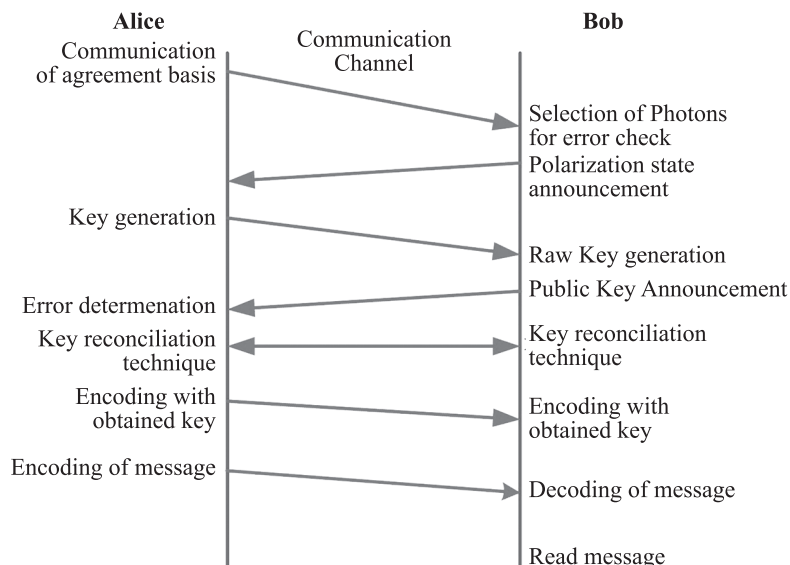 Alice
Bob
Communication
Channel
Communication
of agreement basis
Selection of Photons
for error check
Polarization state
announcement
Key generation
Raw Key generation
Public Key Announcement
Error determenation
Key reconciliation
technique
Key reconciliation
technique
Encoding with
obtained key
Encoding with
obtained key
Encoding of message
Decoding of message
Read message